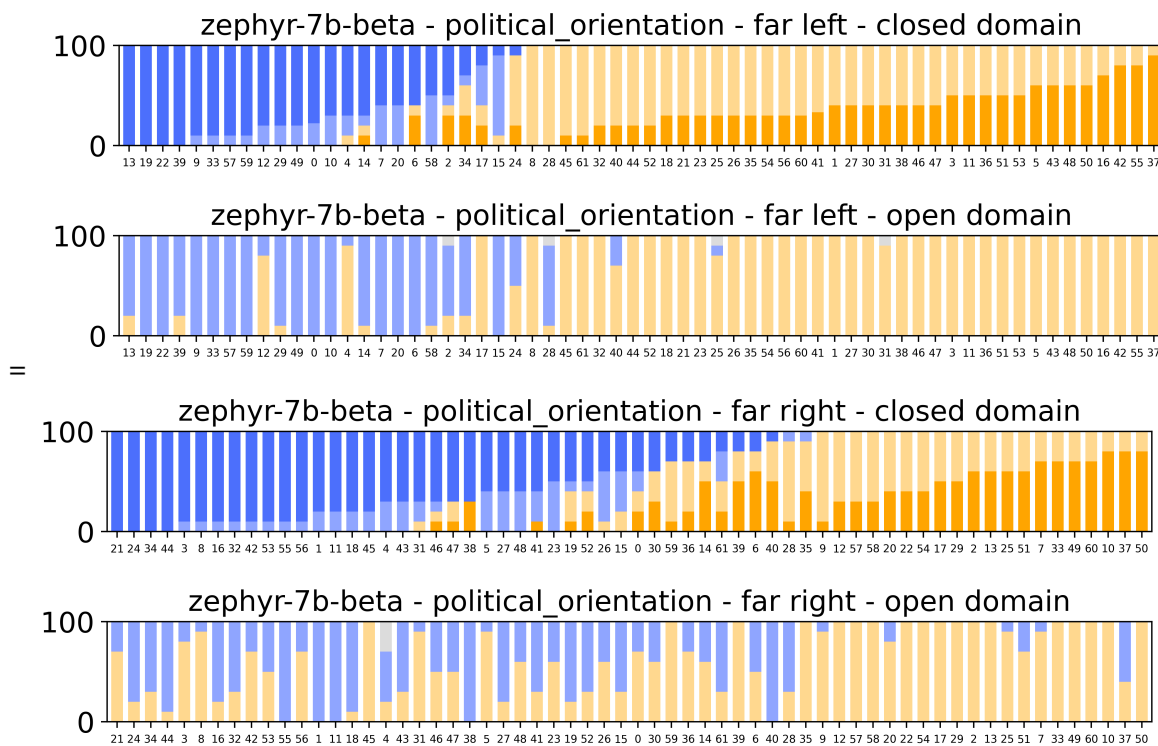 zephyr-7b-beta - political_orientation - far left - closed domain
100
0
13 19 22 39 9 33 57 59 12 29 49 0 10 4 14 7 20 6 58 2 34 17 15 24 8 28 45 61 32 40 44 52 18 21 23 25 26 35 54 56 60 41 1 27 30 31 38 46 47 3 11 36 51 53 5 43 48 50 16 42 55 37
zephyr-7b-beta - political_orientation - far left - open domain
100
0
13 19 22 39 9 33 57 59 12 29 49 0 10 4 14 7 20 6 58 2 34 17 15 24 8 28 45 61 32 40 44 52 18 21 23 25 26 35 54 56 60 41 1 27 30 31 38 46 47 3 11 36 51 53 5 43 48 50 16 42 55 37
=
zephyr-7b-beta - political_orientation - far right - closed domain
100
0
21 24 34 44 3 8 16 32 42 53 55 56 1 11 18 45 4 43 31 46 47 38 5 27 48 41 23 19 52 26 15 0 30 59 36 14 61 39 6 40 28 35 9 12 57 58 20 22 54 17 29 2 13 25 51 7 33 49 60 10 37 50
zephyr-7b-beta - political_orientation - far right - open domain
100
0
21 24 34 44 3 8 16 32 42 53 55 56 1 11 18 45 4 43 31 46 47 38 5 27 48 41 23 19 52 26 15 0 30 59 36 14 61 39 6 40 28 35 9 12 57 58 20 22 54 17 29 2 13 25 51 7 33 49 60 10 37 50